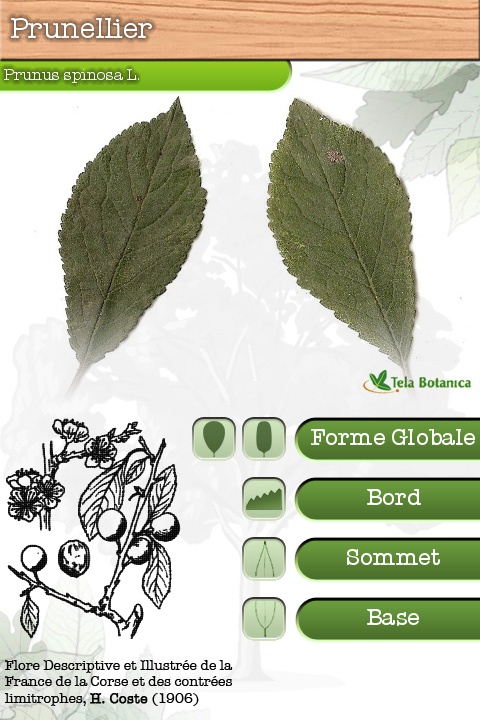 Prunellier
Prunus spinosa L.
Tela Botanica
Forme Globale
Bord
Sommet
Base
Flore Descriptive et Illustrée de la
France de la Corse et des contrées
limitrophes, H. Coste (1906)